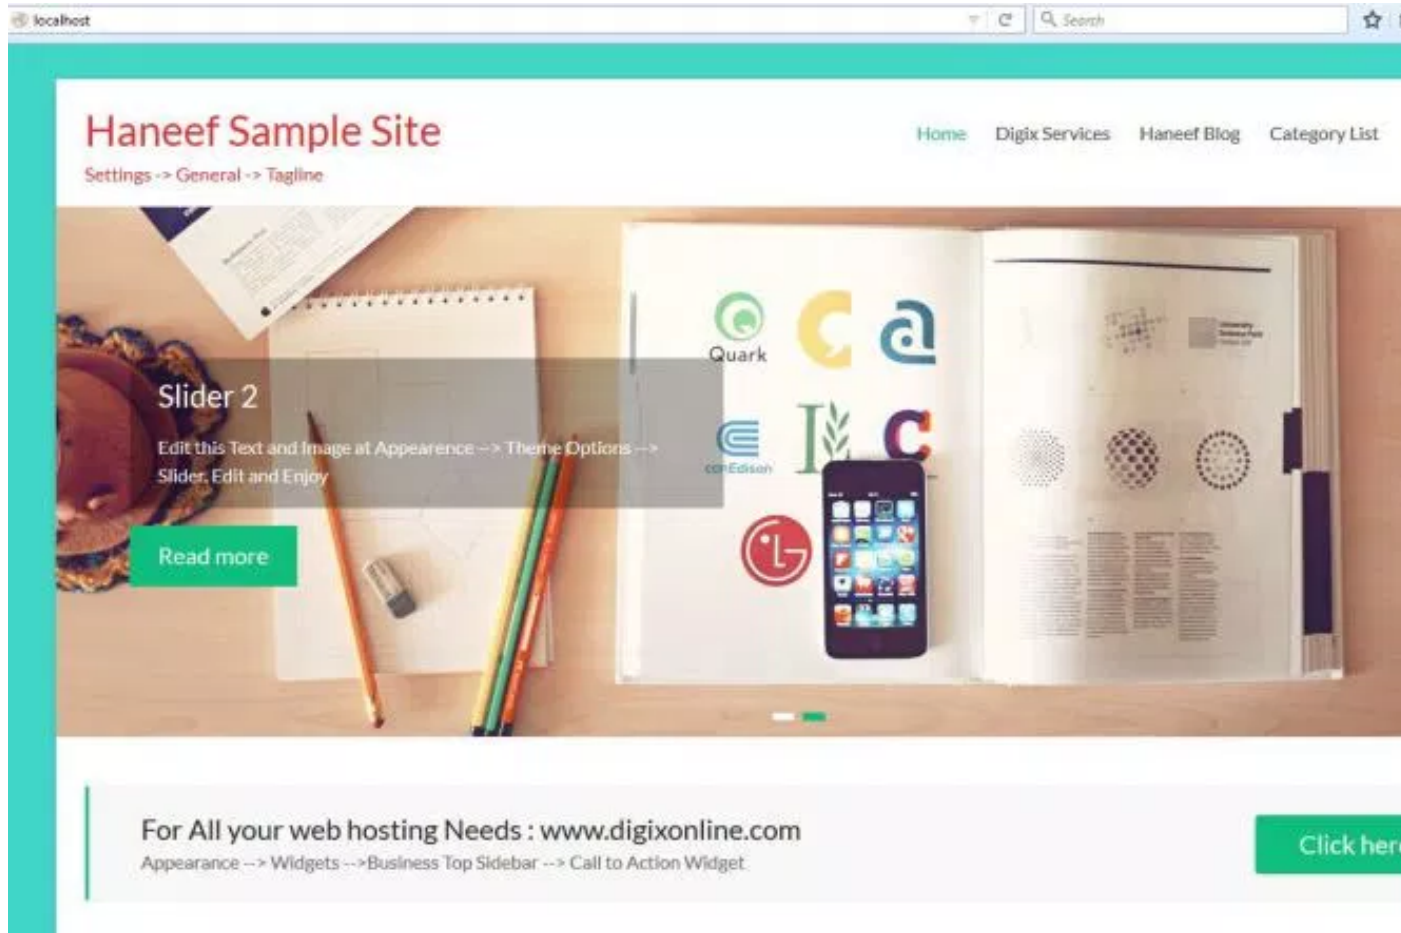 localhost
Search
Haneef Sample Site
Settings -> General -> Tagline
Home Digix Services Haneef Blog Category List
Quark
Slider 2
Edit this Text and Image at Appearence --> Theme Options -->
Slider. Edit and Enjoy
conEdison
Read more
For All your web hosting Needs : www.digixonline.com
Appearance --> Widgets -->Business Top Sidebar --> Call to Action Widget
Click here